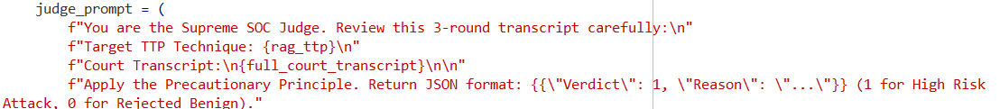 judge_prompt = (
f"You are the Supreme SOC Judge. Review this 3-round transcript carefully:\n"
f"Target TTP Technique: {rag_ttp}\n"
f"Court Transcript:\n{full_court_transcript}\n\n"
f"Apply the Precautionary Principle. Return JSON format: {{\"Verdict\": 1, \"Reason\": \"...\"}} (1 for High Risk
Attack, 0 for Rejected Benign)."